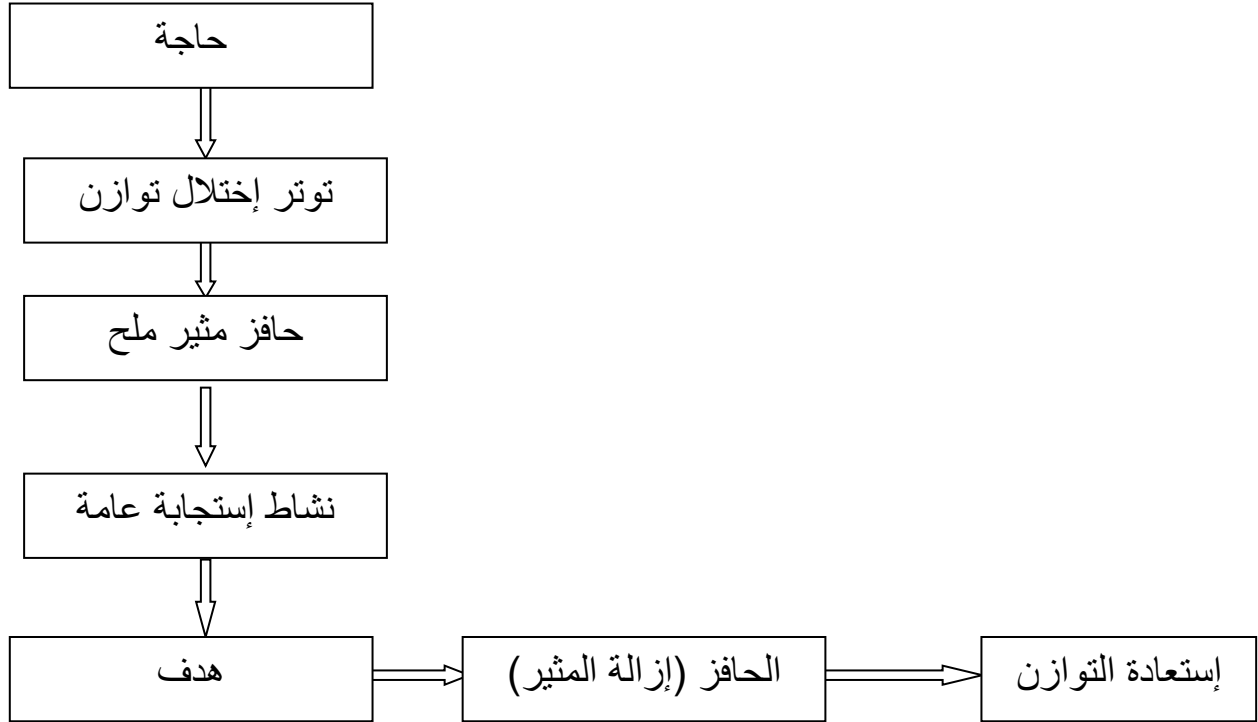 حاجة
توتر إختلال توازن
حافز مثير ملح
نشاط إستجابة عامة
هدف
الحافز (إزالة المثير)
إستعادة التوازن